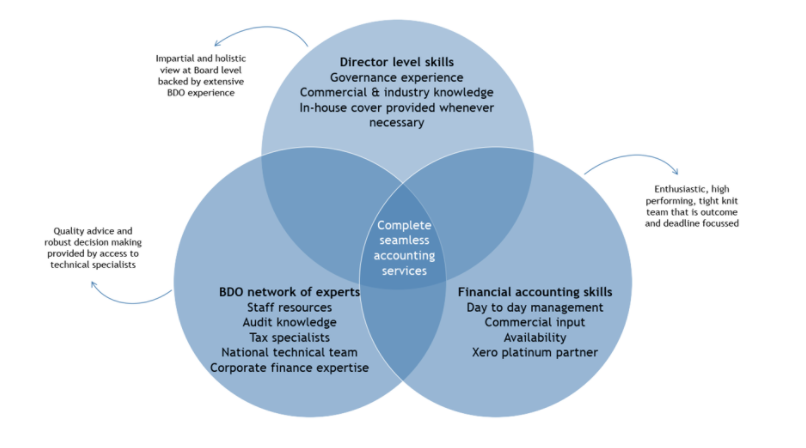 Impartial and holistic
view at Board level
backed by extensive
BDO experience
Director level skills
Governance experience
Commercial & industry knowledge
In-house cover provided whenever
necessary
Enthusiastic, high
performing, tight knit
team that is outcome
and deadline focussed
Quality advice and
robust decision making
provided by access to
technical specialists
Complete
seamless
accounting
services
BDO network of experts
Staff resources
Audit knowledge
Tax specialists
National technical team
Corporate finance expertise
Financial accounting skills
Day to day management
Commercial input
Availability
Xero platinum partner